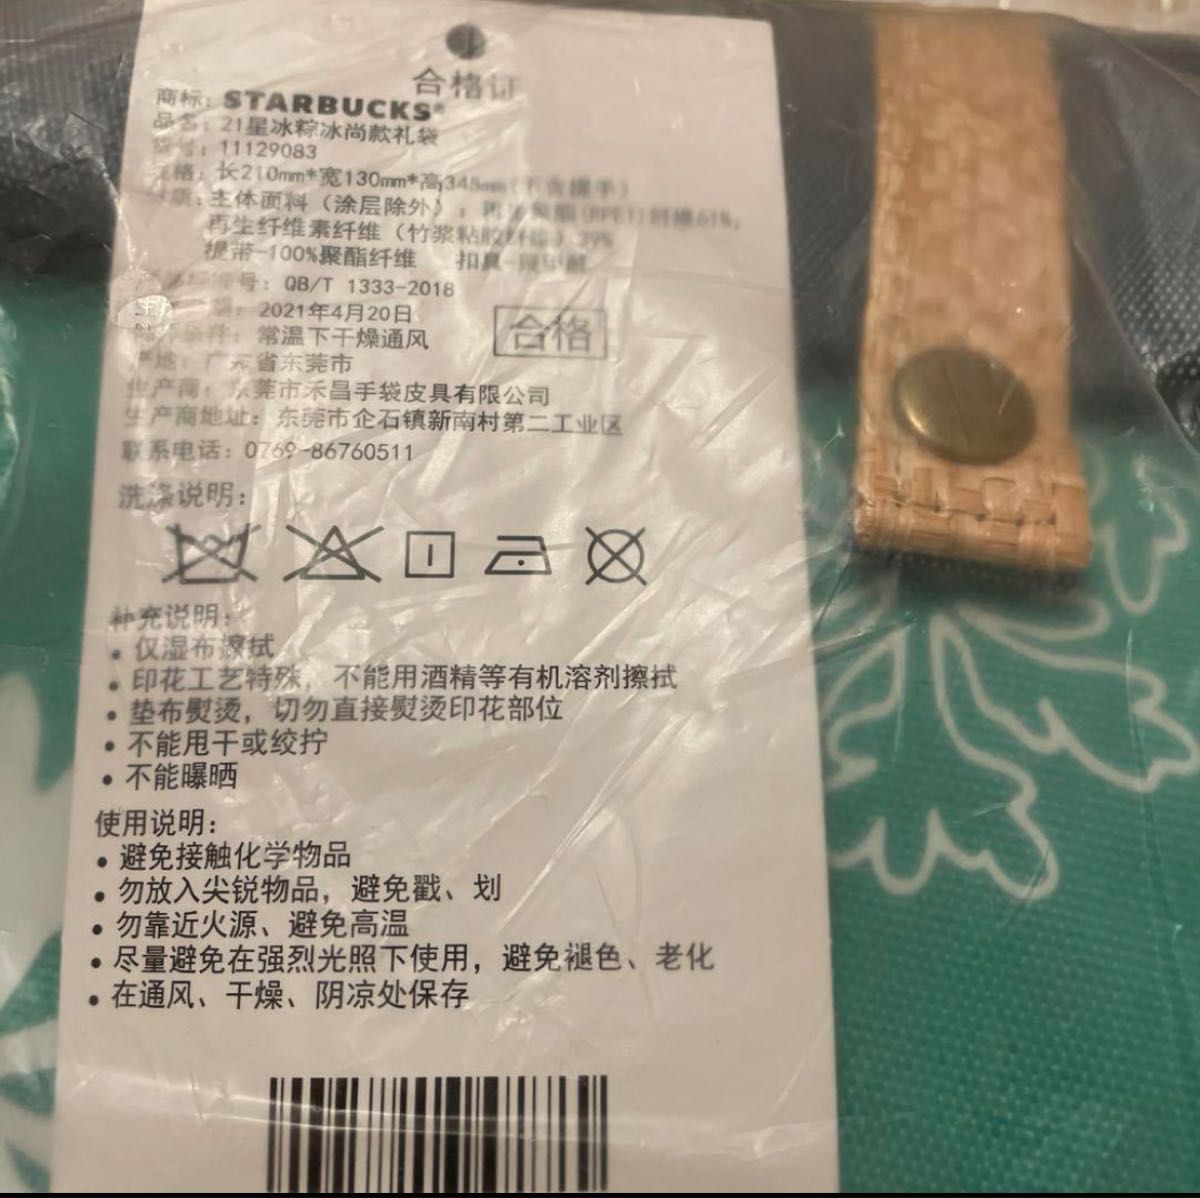 合格证
商标：STARBUCKS®
品名：21星冰粽冰尚款礼袋
货号：11129083
规格：长210mm*宽130mm*高345mm（不含提手）
材质：主体面料（涂层除外）：再生聚酯(RPET)纤维61%，
再生纤维素纤维（竹浆粘胶纤维）39%
提带-100%聚酯纤维 扣具-
号：QB/T 1333-2018
2021年4月20日
合格
条件：常温下干燥通风
产地：广东省东莞市
生产商：东莞市禾昌手袋皮具有限公司
生产商地址：东莞市企石镇新南村第二工业区
联系电话：0769-86760511
洗涤说明：
补充说明：
• 仅湿布擦拭
• 印花工艺特殊，不能用酒精等有机溶剂擦拭
• 垫布熨烫，切勿直接熨烫印花部位
• 不能甩干或绞拧
• 不能曝晒
使用说明：
• 避免接触化学物品
• 勿放入尖锐物品，避免戳、划
• 勿靠近火源、避免高温
• 尽量避免在强烈光照下使用，避免褪色、老化
• 在通风、干燥、阴凉处保存